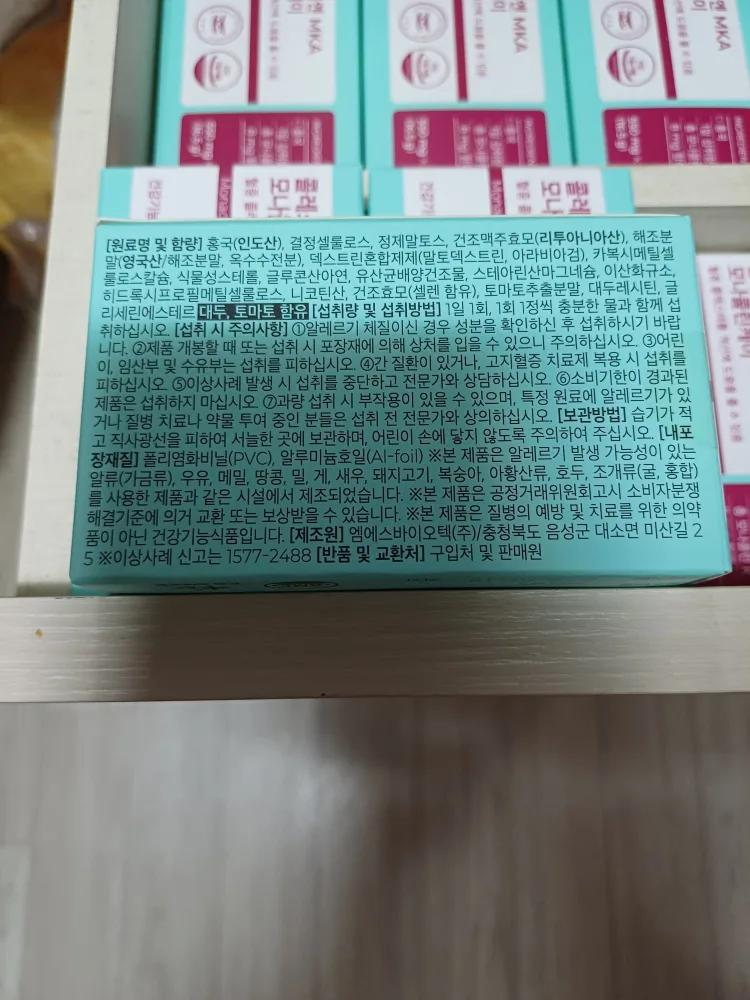 MKA
MKA
[원료명 및 함량] 홍국(인도산), 결정셀룰로스, 정제말토스, 건조맥주효모(리투아니아산), 해조분
말(영국산/해조분말, 옥수수전분), 덱스트린혼합제제(말토덱스트린, 아라비아검), 카복시메틸셀
룰로스칼슘, 식물성스테롤, 글루콘산아연, 유산균배양건조물, 스테아린산마그네슘, 이산화규소,
히드록시프로필메틸셀룰로스, 니코틴산, 건조효모(셀렌 함유), 토마토추출분말, 대두레시틴, 글
리세린에스테르 대두, 토마토 함유 [섭취량 및 섭취방법] 1일 1회, 1회 1정씩 충분한 물과 함께 섭
취하십시오. [섭취 시 주의사항] ①알레르기 체질이신 경우 성분을 확인하신 후 섭취하시기 바랍
니다. ②제품 개봉할 때 또는 섭취 시 포장재에 의해 상처를 입을 수 있으니 주의하십시오. ③어린
이, 임산부 및 수유부는 섭취를 피하십시오. ④간 질환이 있거나, 고지혈증 치료제 복용 시 섭취를
피하십시오. ⑤이상사례 발생 시 섭취를 중단하고 전문가와 상담하십시오. ⑥소비기한이 경과된
제품은 섭취하지 마십시오. ⑦과량 섭취 시 부작용이 있을 수 있으며, 특정 원료에 알레르기가 있
거나 질병 치료나 약물 투여 중인 분들은 섭취 전 전문가와 상의하십시오. [보관방법] 습기가 적
고 직사광선을 피하여 서늘한 곳에 보관하며, 어린이 손에 닿지 않도록 주의하여 주십시오. [내포
장재질] 폴리염화비닐(PVC), 알루미늄호일(Al-foil) ※본 제품은 알레르기 발생 가능성이 있는
알류(가금류), 우유, 메밀, 땅콩, 밀, 게, 새우, 돼지고기, 복숭아, 아황산류, 호두, 조개류(굴, 홍합)
를 사용한 제품과 같은 시설에서 제조되었습니다. ※본 제품은 공정거래위원회고시 소비자분쟁
해결기준에 의거 교환 또는 보상받을 수 있습니다. ※본 제품은 질병의 예방 및 치료를 위한 의약
품이 아닌 건강기능식품입니다. [제조원] 엠에스바이오텍(주)/충청북도 음성군 대소면 미산길 2
5 ※이상사례 신고는 1577-2488 [반품 및 교환처] 구입처 및 판매원